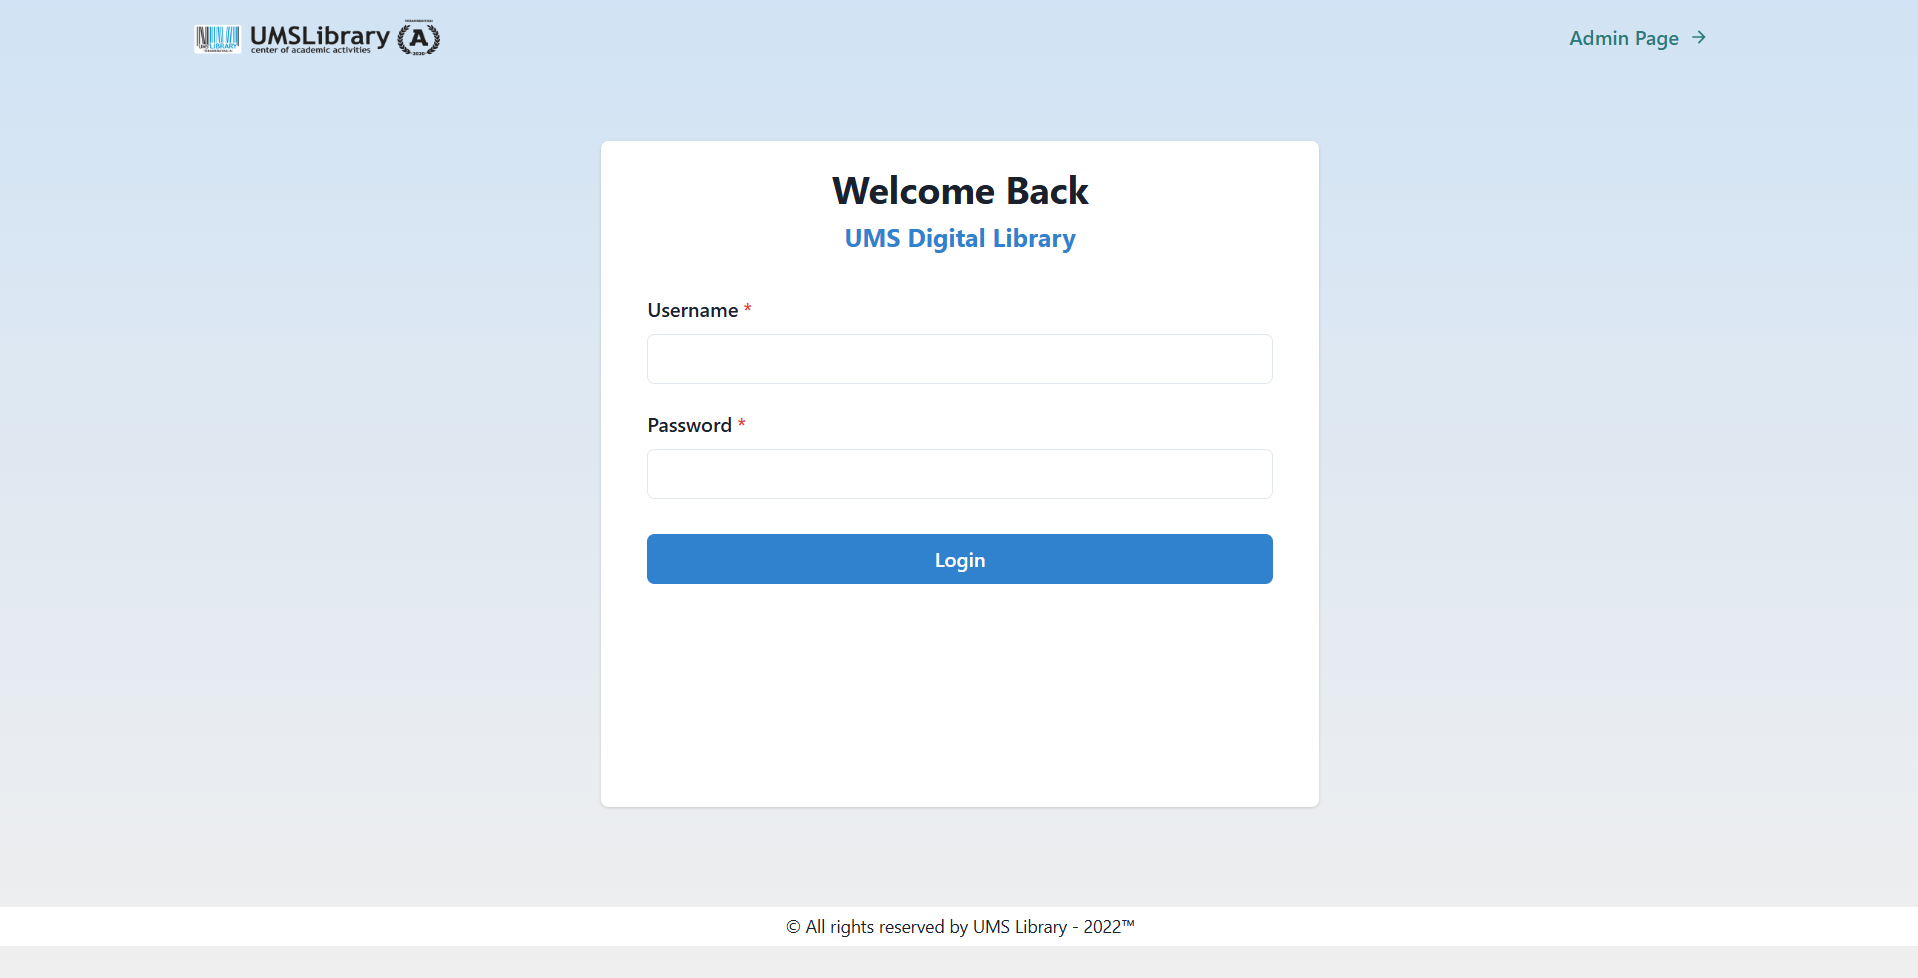 UMSLibrary
center of academic activities
A
2020
Admin Page
Welcome Back
UMS Digital Library
Username *
Password *
Login
© All rights reserved by UMS Library - 2022™